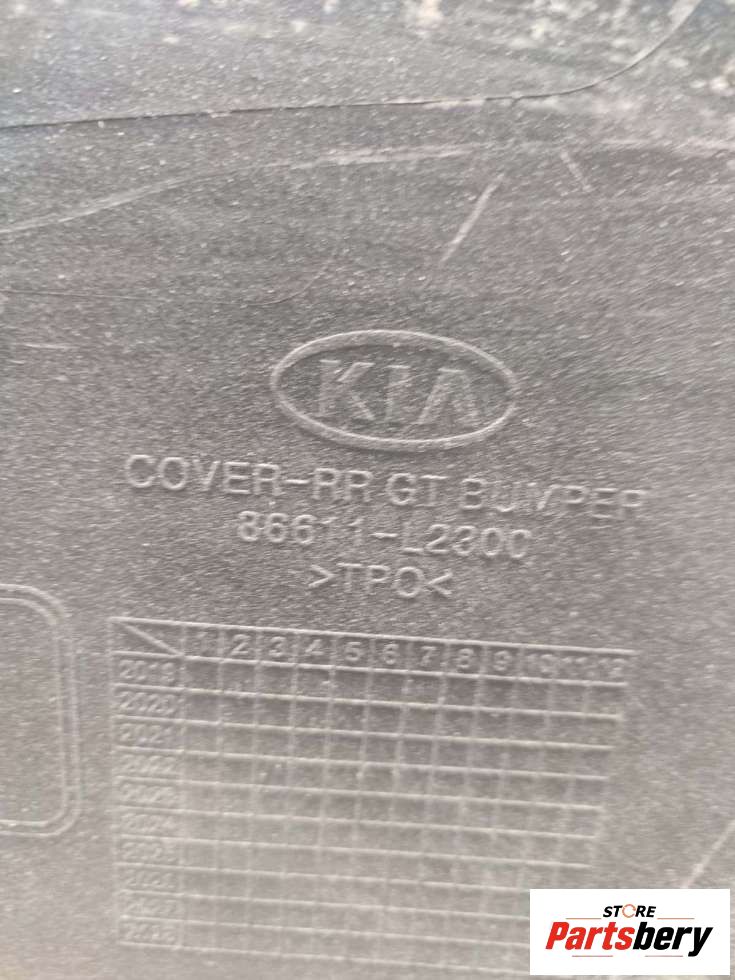 KIA
COVER-RR GT BUMPER
86611-L2300
>TPO<
1 2 3 4 5 6 7 8 9 10 11 12
2019
2020
2021
STORE
Partsbery